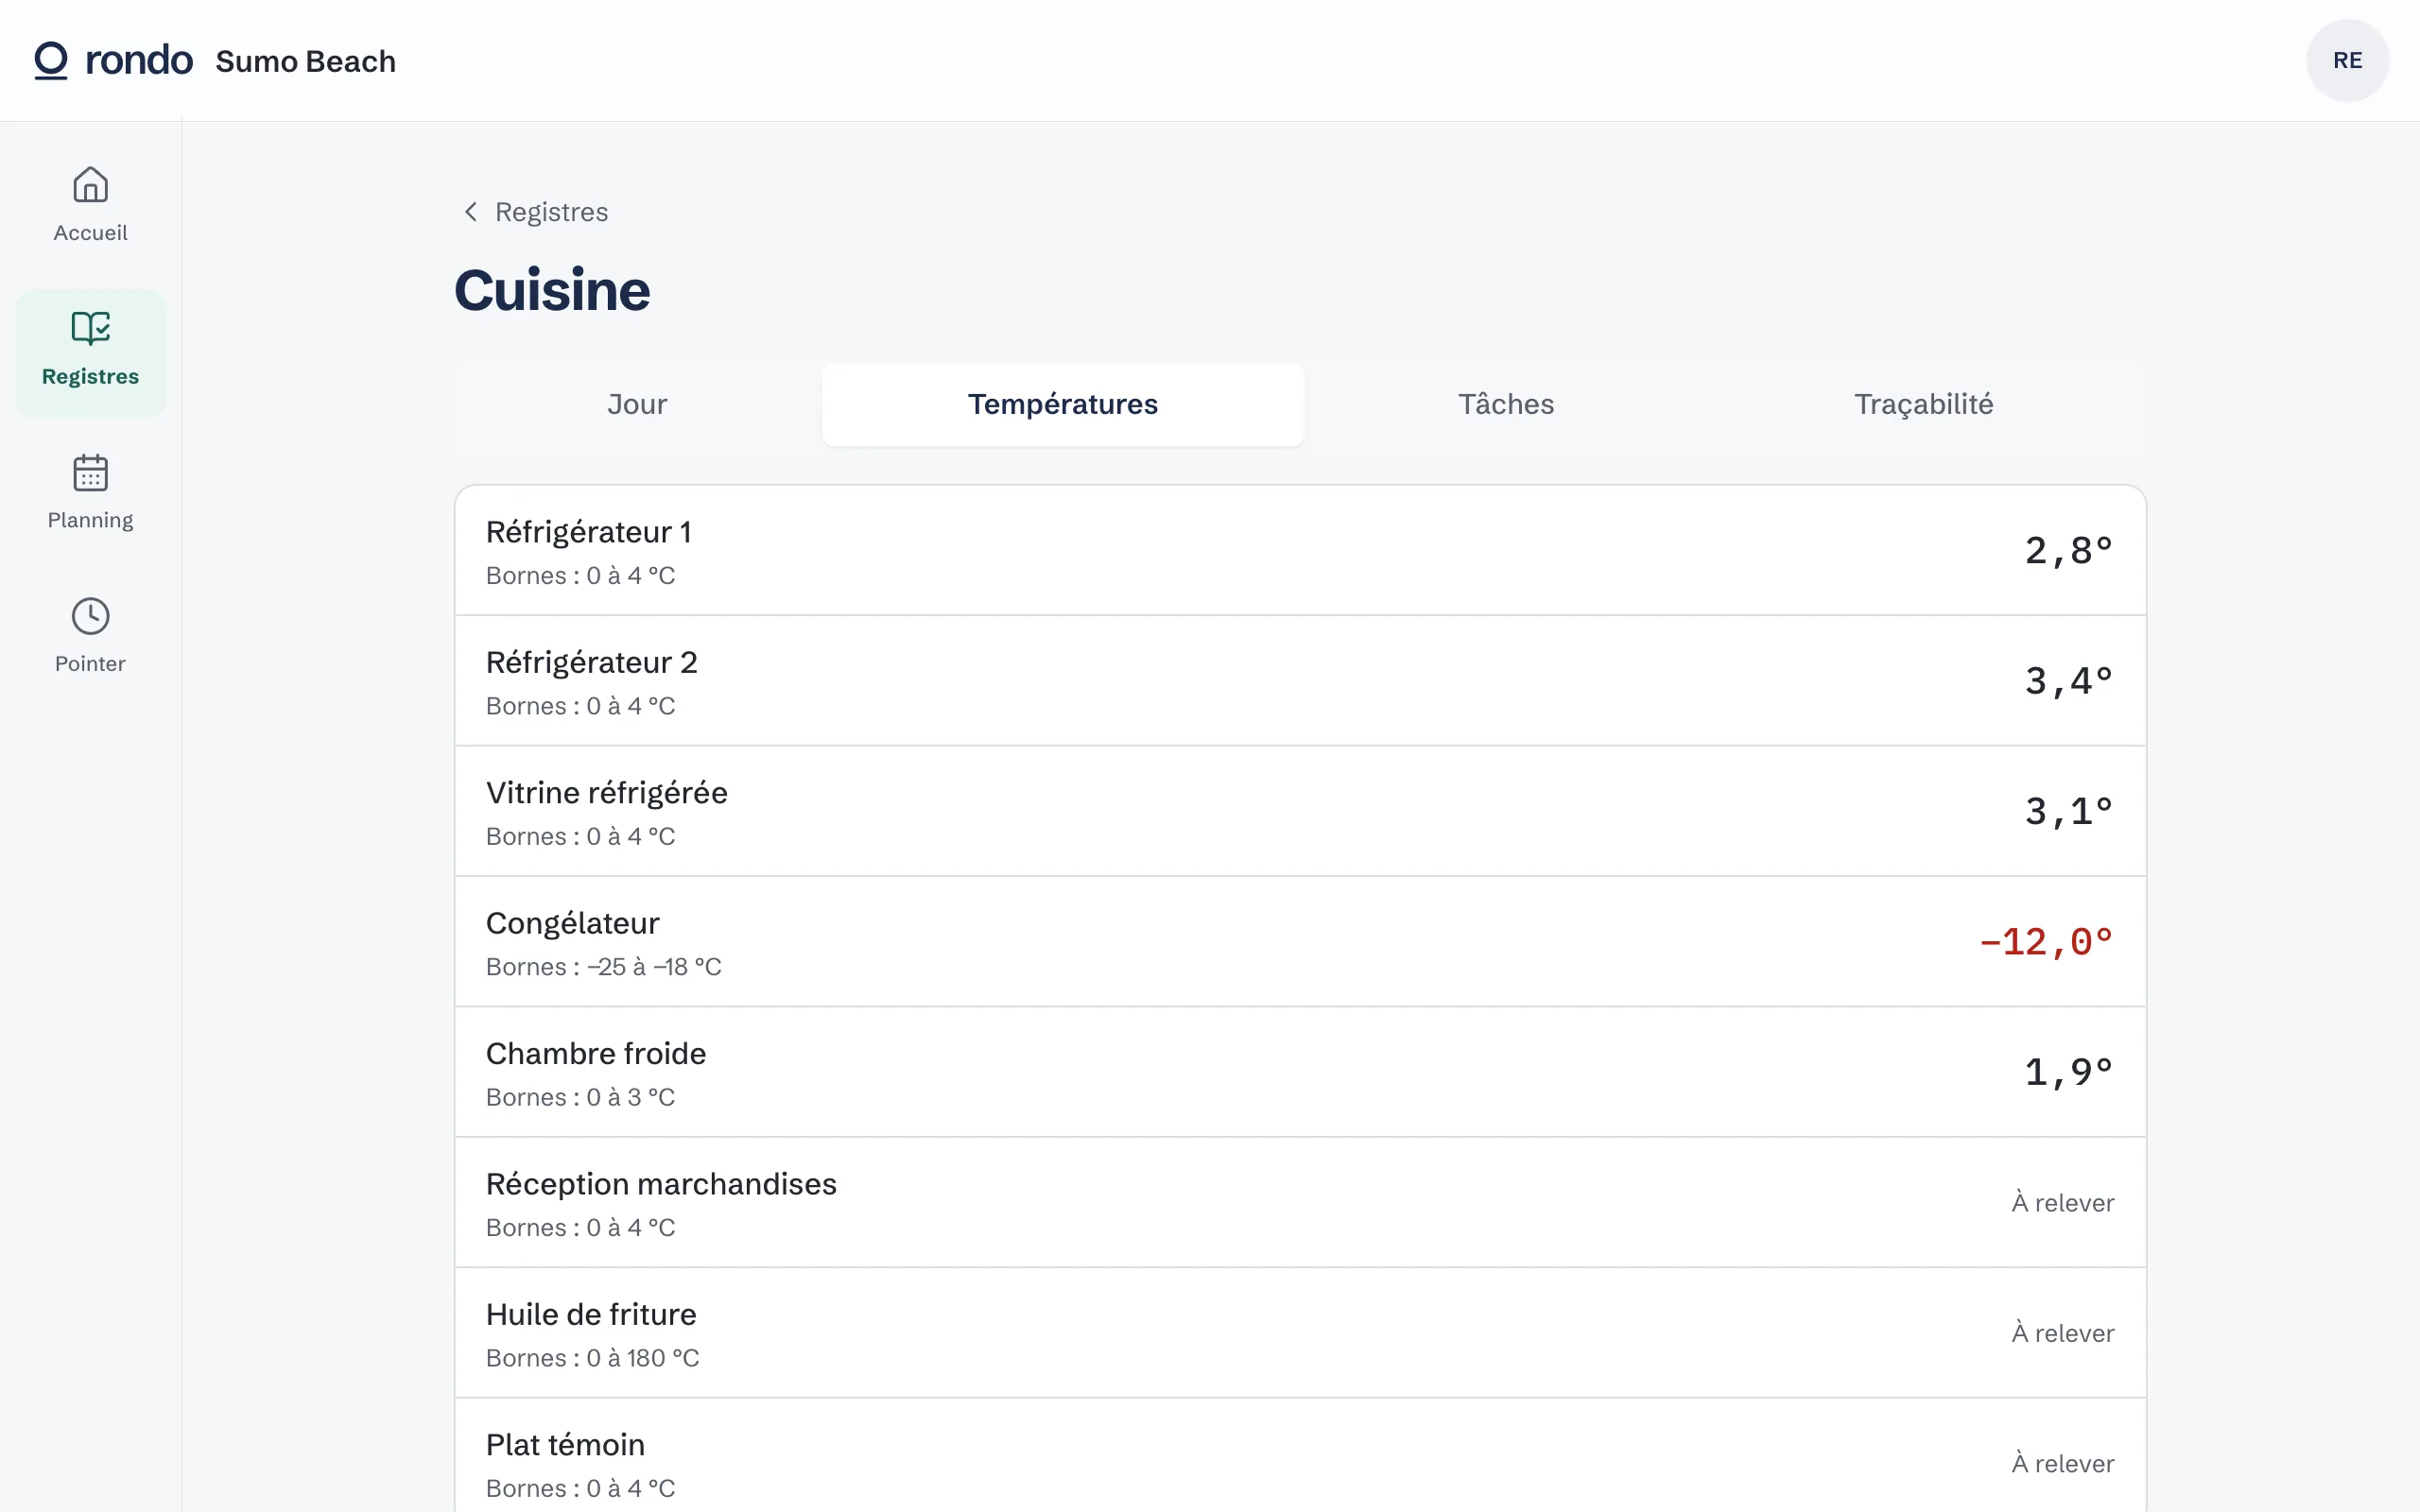 rondo Sumo Beach
RE
Accueil
Registres
Planning
Pointer
Registres
Cuisine
Jour Températures Tâches Traçabilité
Réfrigérateur 1
Bornes : 0 à 4 °C
2,8°
Réfrigérateur 2
Bornes : 0 à 4 °C
3,4°
Vitrine réfrigérée
Bornes : 0 à 4 °C
3,1°
Congélateur
Bornes : −25 à −18 °C
−12,0°
Chambre froide
Bornes : 0 à 3 °C
1,9°
Réception marchandises
Bornes : 0 à 4 °C
À relever
Huile de friture
Bornes : 0 à 180 °C
À relever
Plat témoin
Bornes : 0 à 4 °C
À relever